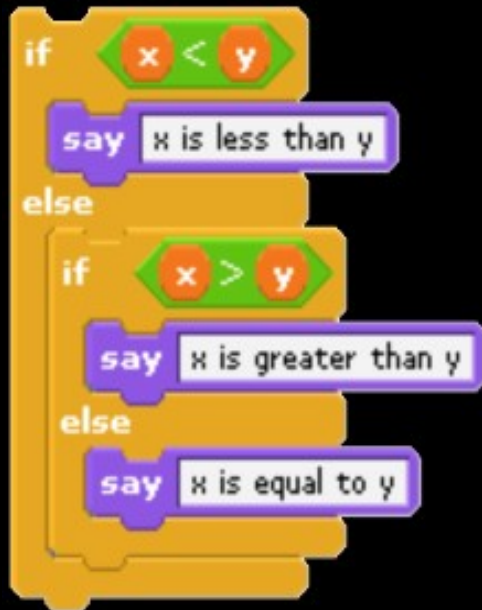 if x < y
say x is less than y
else
if x > y
say x is greater than y
else
say x is equal to y